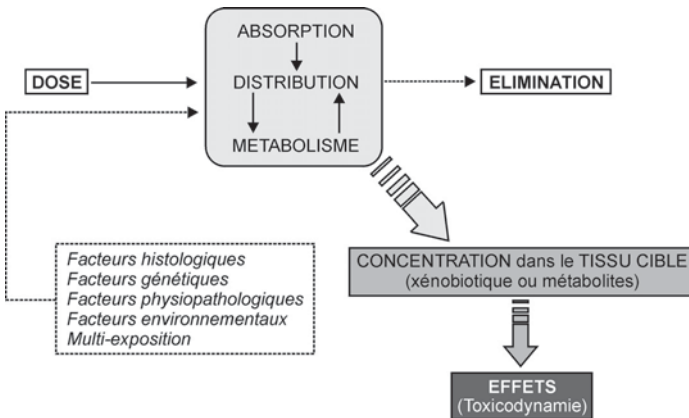 ABSORPTION
DOSE
DISTRIBUTION
ELIMINATION
METABOLISME
Facteurs histologiques
Facteurs génétiques
Facteurs physiopathologiques
Facteurs environnementaux
Multi-exposition
CONCENTRATION dans le TISSU CIBLE
(xénobiotique ou métabolites)
EFFETS
(Toxicodynamie)